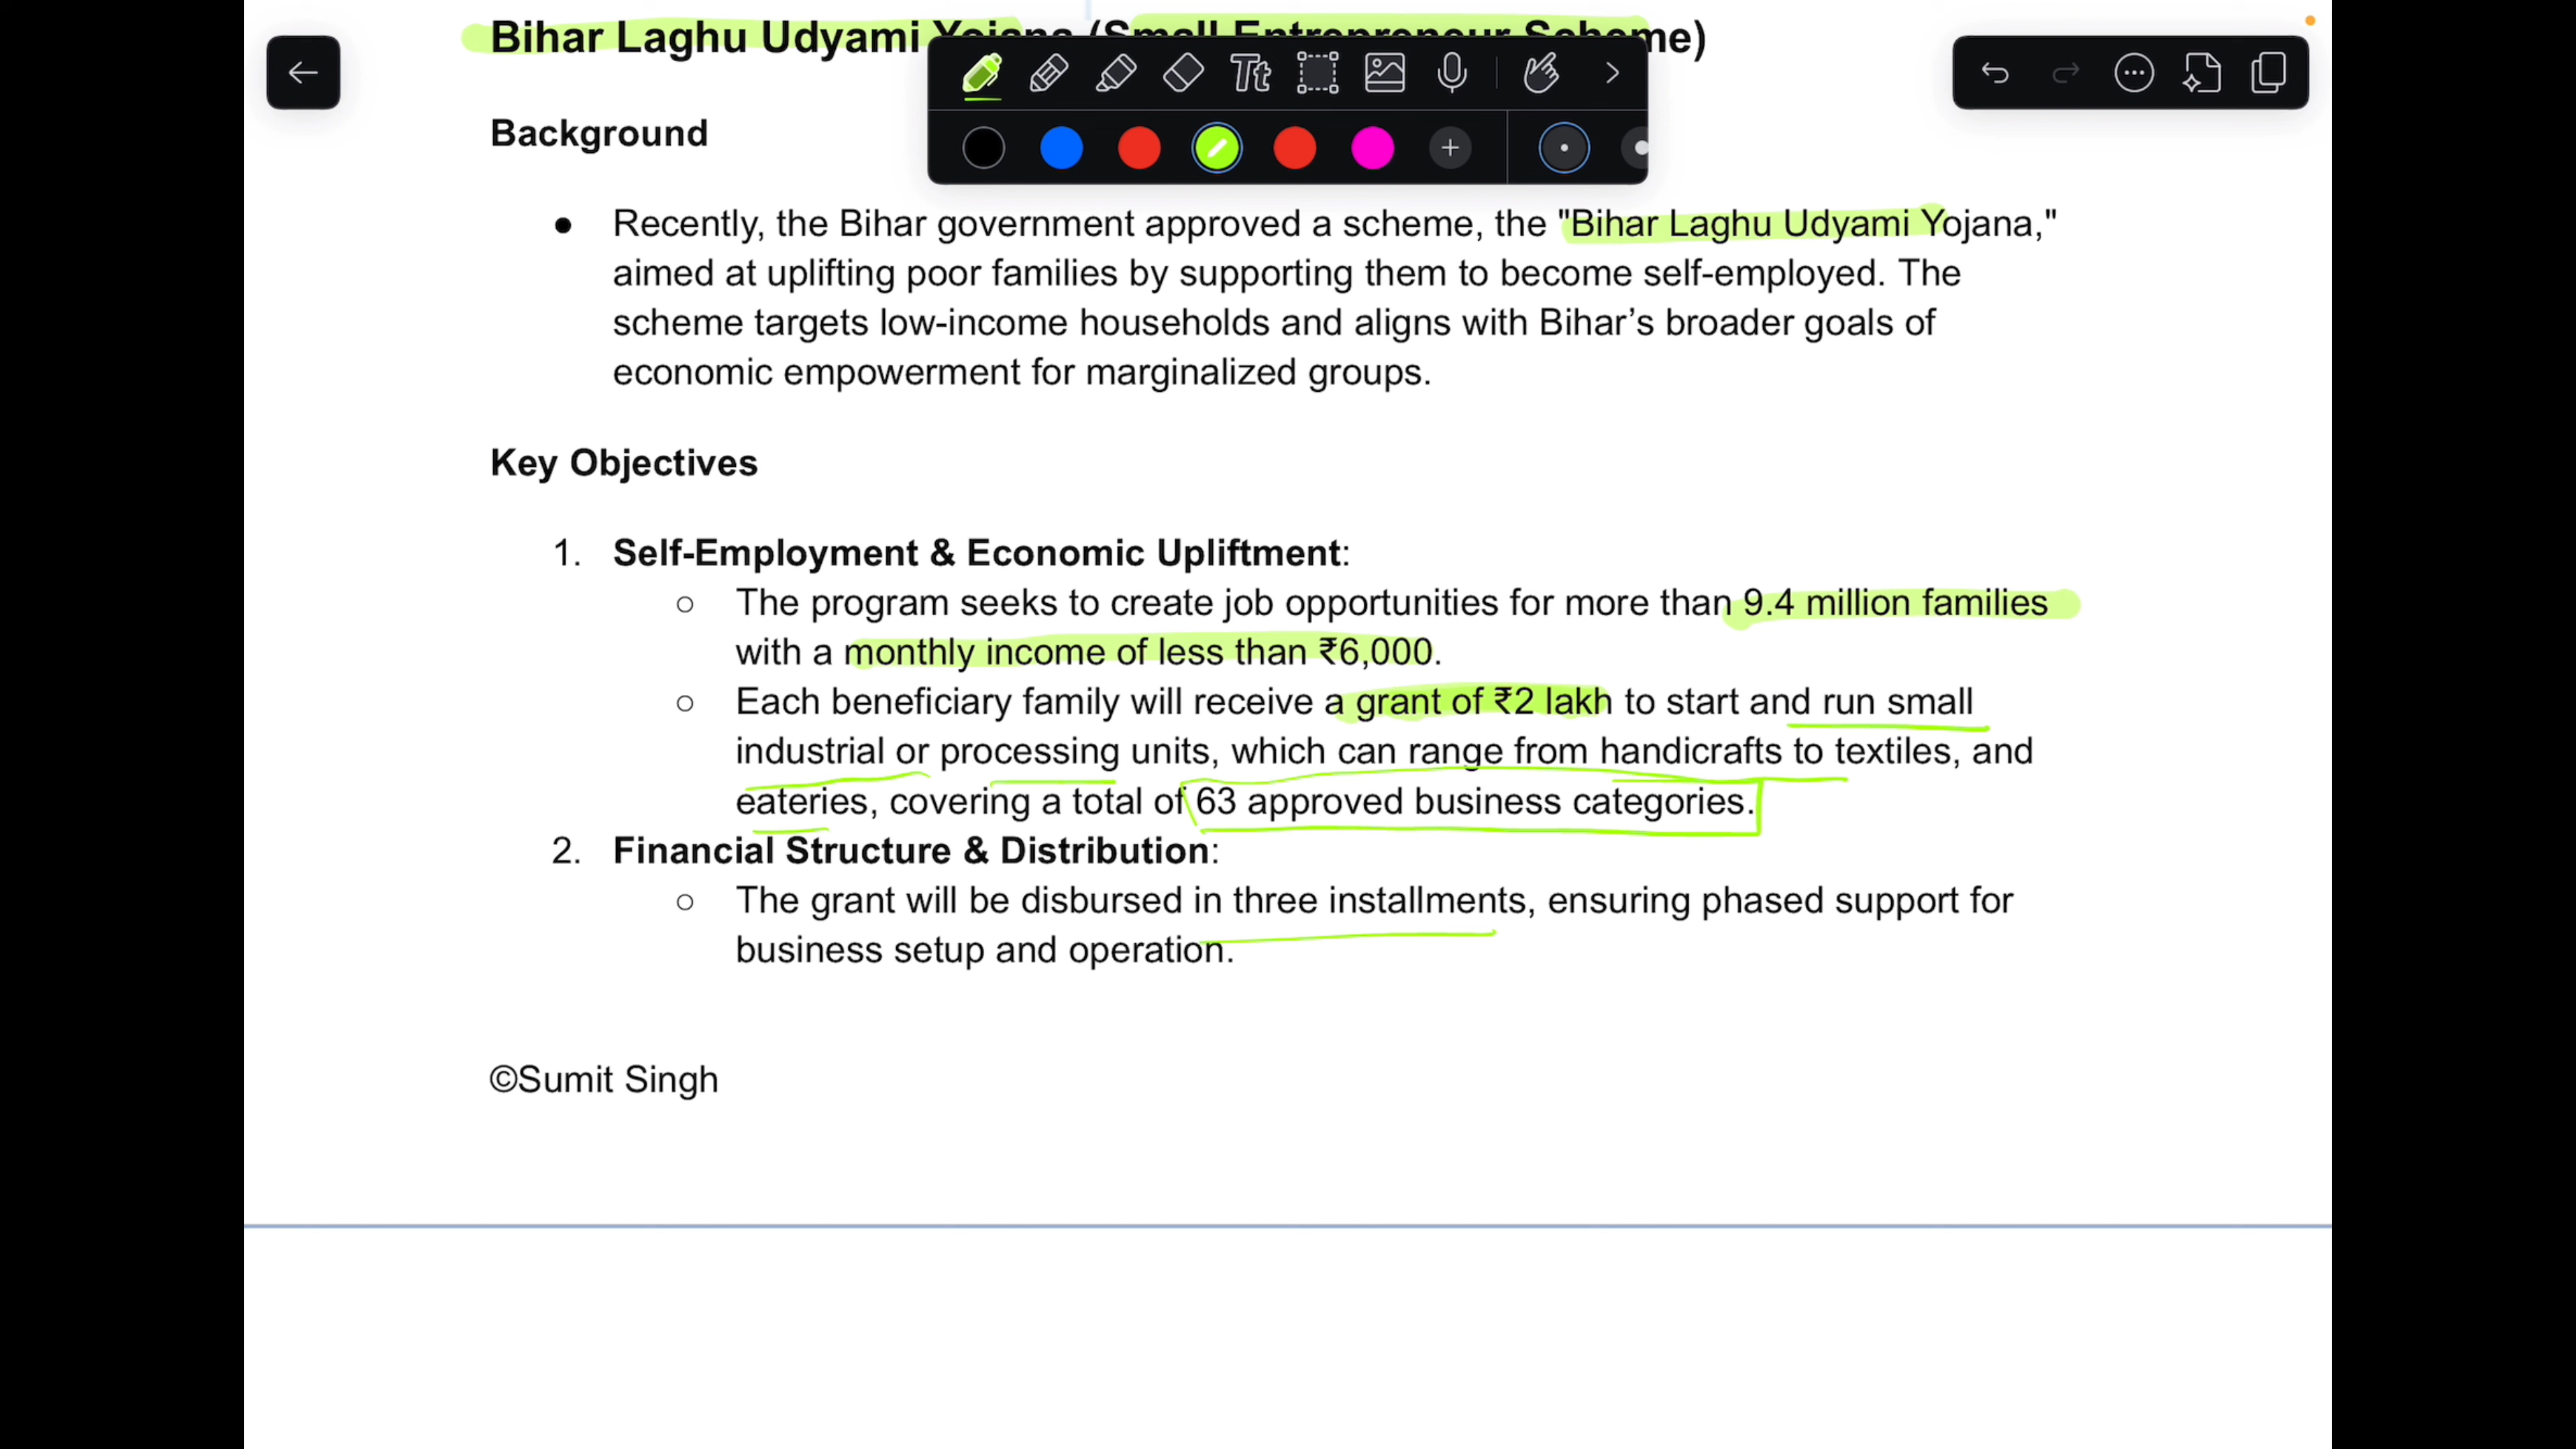 Bihar Laghu Udyami Yojana (Small Entrepreneur Scheme)
Tt
Background
● Recently, the Bihar government approved a scheme, the "Bihar Laghu Udyami Yojana,"
aimed at uplifting poor families by supporting them to become self-employed. The
scheme targets low-income households and aligns with Bihar’s broader goals of
economic empowerment for marginalized groups.
Key Objectives
1. Self-Employment & Economic Upliftment:
○ The program seeks to create job opportunities for more than 9.4 million families
with a monthly income of less than ₹6,000.
○ Each beneficiary family will receive a grant of ₹2 lakh to start and run small
industrial or processing units, which can range from handicrafts to textiles, and
eateries, covering a total of 63 approved business categories.
2. Financial Structure & Distribution:
○ The grant will be disbursed in three installments, ensuring phased support for
business setup and operation.
©Sumit Singh